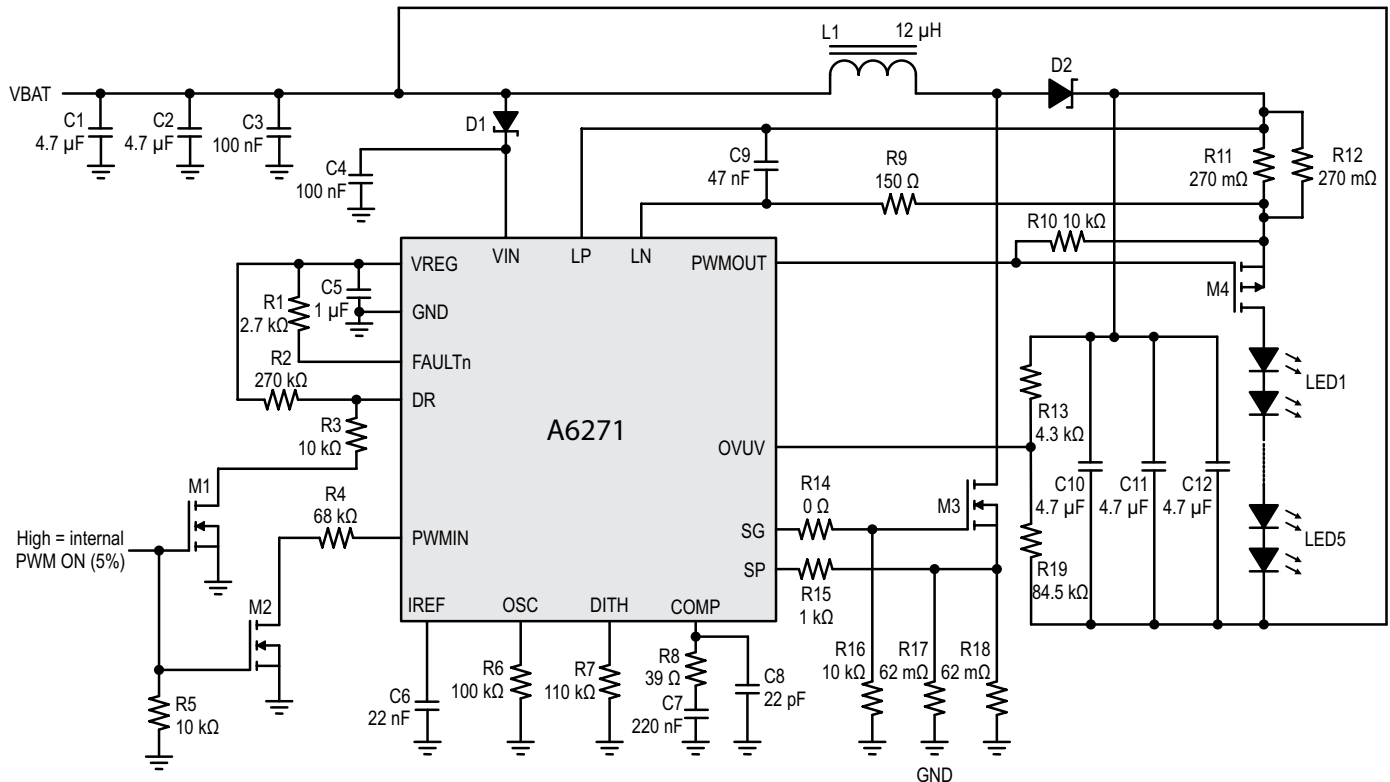 L1
12 µH
D2
VBAT
C1
4.7 µF
C2
4.7 µF
C3
100 nF
D1
C4
100 nF
C9
47 nF
R9
150 Ω
R11
270 mΩ
R12
270 mΩ
R10 10 kΩ
VREG
VIN
LP
LN
PWMOUT
C5
1 µF
GND
R1
2.7 kΩ
FAULTn
R2
270 kΩ
DR
R3
10 kΩ
A6271
M4
LED1
R13
4.3 kΩ
OVUV
C10
4.7 µF
C11
4.7 µF
C12
4.7 µF
M1
R4
68 kΩ
High = internal
PWM ON (5%)
PWMIN
R14
0 Ω
SG
M3
SP
R15
1 kΩ
R19
84.5 kΩ
LED5
M2
IREF
OSC
DITH
COMP
R5
10 kΩ
C6
22 nF
R6
100 kΩ
R7
110 kΩ
R8
39 Ω
C7
220 nF
C8
22 pF
R16
10 kΩ
R17
62 mΩ
R18
62 mΩ
GND